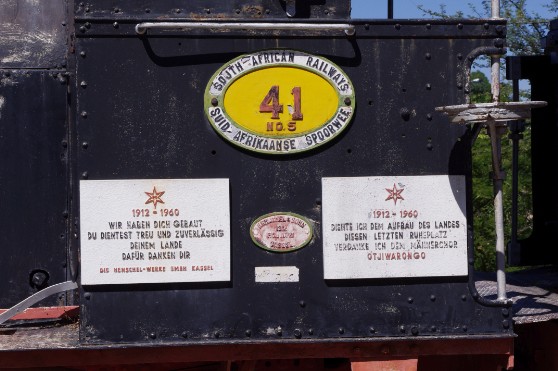 SOUTH-AFRICAN RAILWAYS
41
NO. 5
SUID-AFRIKAANSE SPOORWEË
1912 - 1960
WIR HABEN DICH GEBAUT
DU DIENTEST TREU UND ZUVERLÄSSIG
DEINEM LANDE
DAFÜR DANKEN DIR
DIE HENSCHEL-WERKE GMBH KASSEL
1912 - 1960
DIENTE ICH DEM AUFBAU DES LANDES
DIESEN LETZTEN RUHEPLATZ
VERDANKE ICH DEM MÄNNERCHOR
OTJIWARONGO